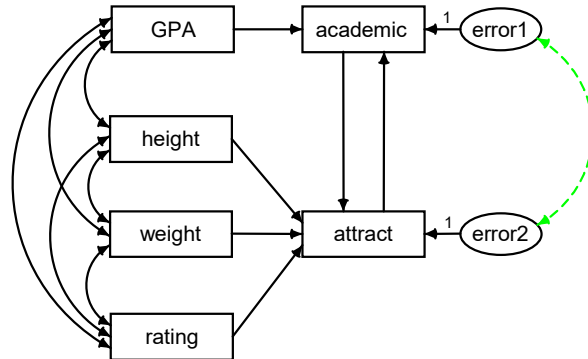 GPA
academic
1
error1
height
weight
attract
1
error2
rating